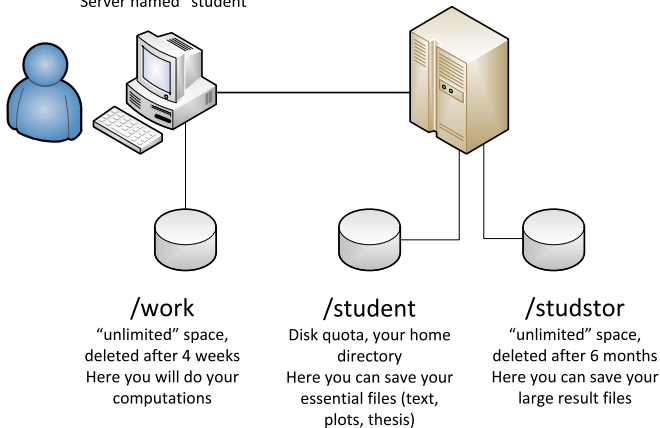 Server named "student"
/work
“unlimited” space,
deleted after 4 weeks
Here you will do your
computations
/student
Disk quota, your home
directory
Here you can save your
essential files (text,
plots, thesis)
/studstor
“unlimited” space,
deleted after 6 months
Here you can save your
large result files